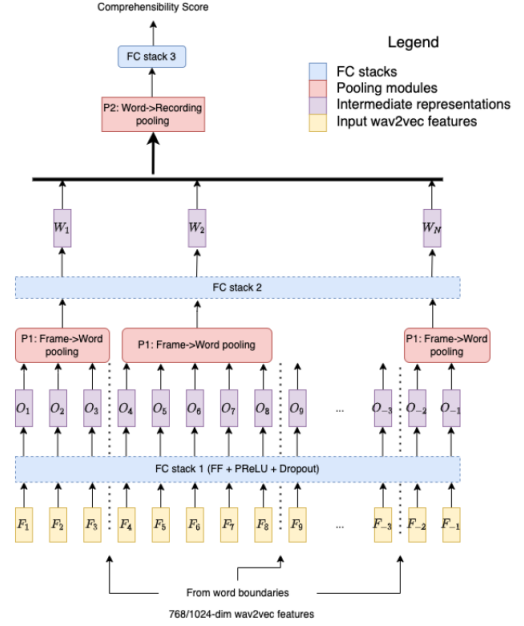 Comprehensibility Score
FC stack 3
P2: Word->Recording
pooling
Legend
FC stacks
Pooling modules
Intermediate representations
Input wav2vec features
W1 W2 WN
FC stack 2
P1: Frame->Word
pooling
P1: Frame->Word pooling
P1: Frame->Word
pooling
O1 O2 O3 O4 O5 O6 O7 O8 O9 ... O−3 O−2 O−1
FC stack 1 (FF + PReLU + Dropout)
F1 F2 F3 F4 F5 F6 F7 F8 F9 ... F−3 F−2 F−1
From word boundaries
768/1024-dim wav2vec features